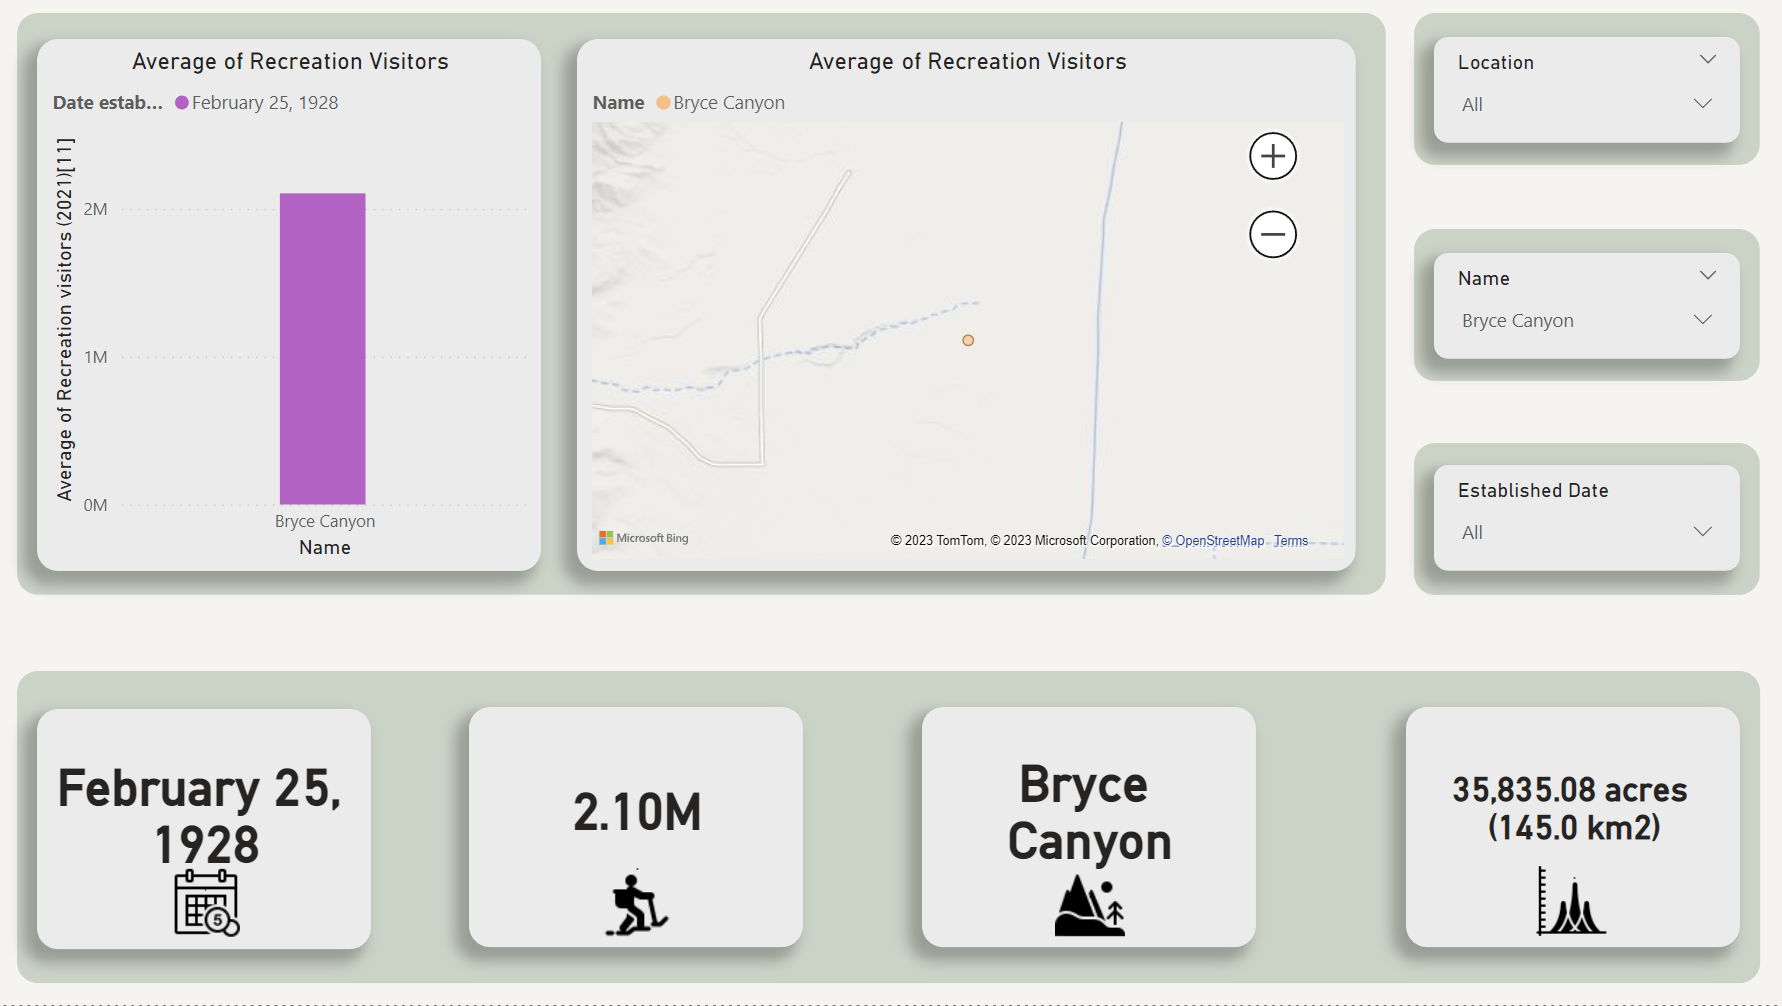 Average of Recreation Visitors
Date estab... February 25, 1928
Average of Recreation visitors (2021)[11]
2M
1M
0M
Bryce Canyon
Name
Average of Recreation Visitors
Name Bryce Canyon
Microsoft Bing
© 2023 TomTom, © 2023 Microsoft Corporation, © OpenStreetMap Terms
Location
All
Name
Bryce Canyon
Established Date
All
February 25,
1928
5
2.10M
Bryce
Canyon
35,835.08 acres
(145.0 km2)